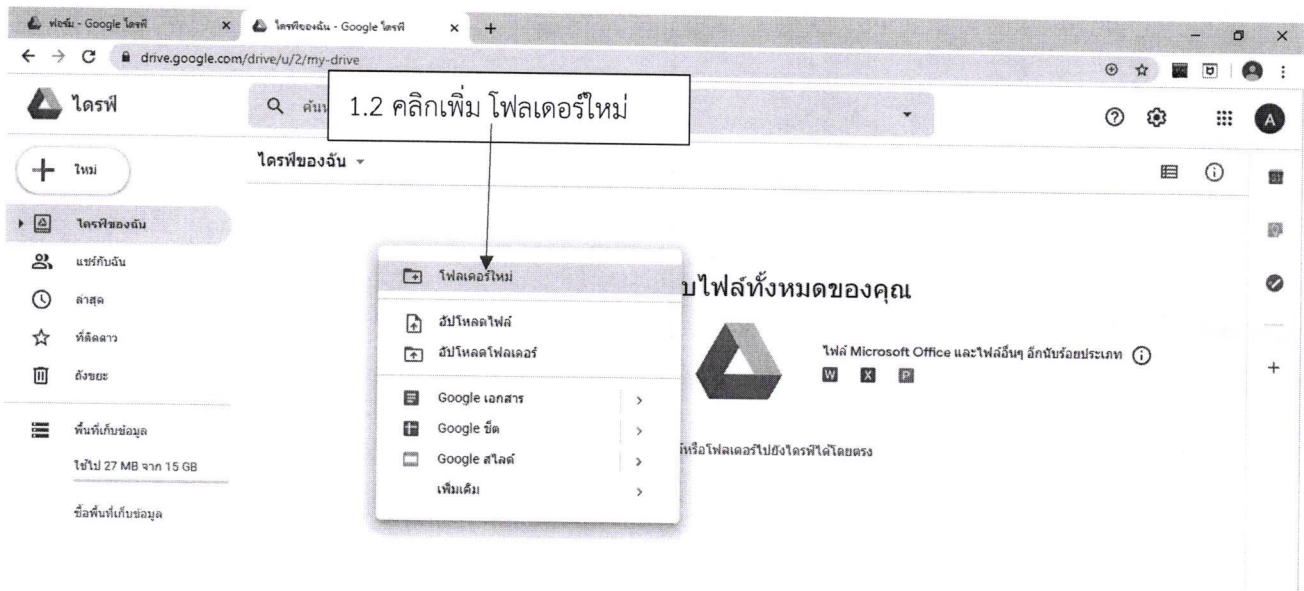 ฟอร์ม - Google ไดรฟ์
ไดรฟ์ของฉัน - Google ไดรฟ์
drive.google.com/drive/u/2/my-drive
ไดรฟ์
1.2 คลิกเพิ่ม โฟลเดอร์ใหม่
A
ใหม่
ไดรฟ์ของฉัน
ไดรฟ์ของฉัน
แชร์กับฉัน
ล่าสุด
ที่ติดดาว
ถังขยะ
พื้นที่เก็บข้อมูล
ใช้ไป 27 MB จาก 15 GB
ซื้อพื้นที่เก็บข้อมูล
โฟลเดอร์ใหม่
อัปโหลดไฟล์
อัปโหลดโฟลเดอร์
Google เอกสาร
Google ชีต
Google สไลด์
เพิ่มเติม
ไฟล์ทั้งหมดของคุณ
ไฟล์ Microsoft Office และไฟล์อื่นๆ อีกนับร้อยประเภท
W X P
หรือโฟลเดอร์ไปยังไดรฟ์ได้โดยตรง